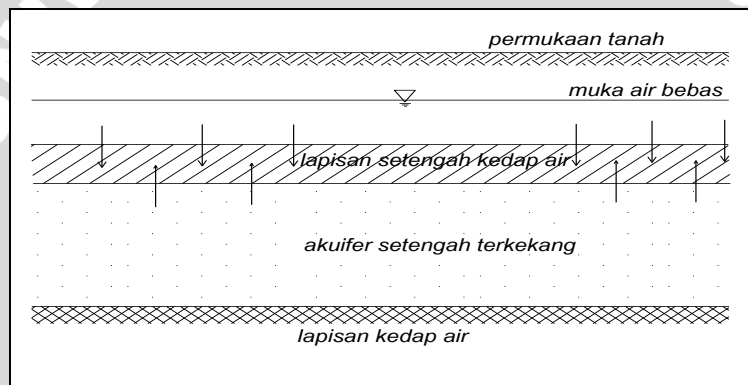 permukaan tanah
muka air bebas
lapisan setengah kedap air
akuifer setengah terkekang
lapisan kedap air